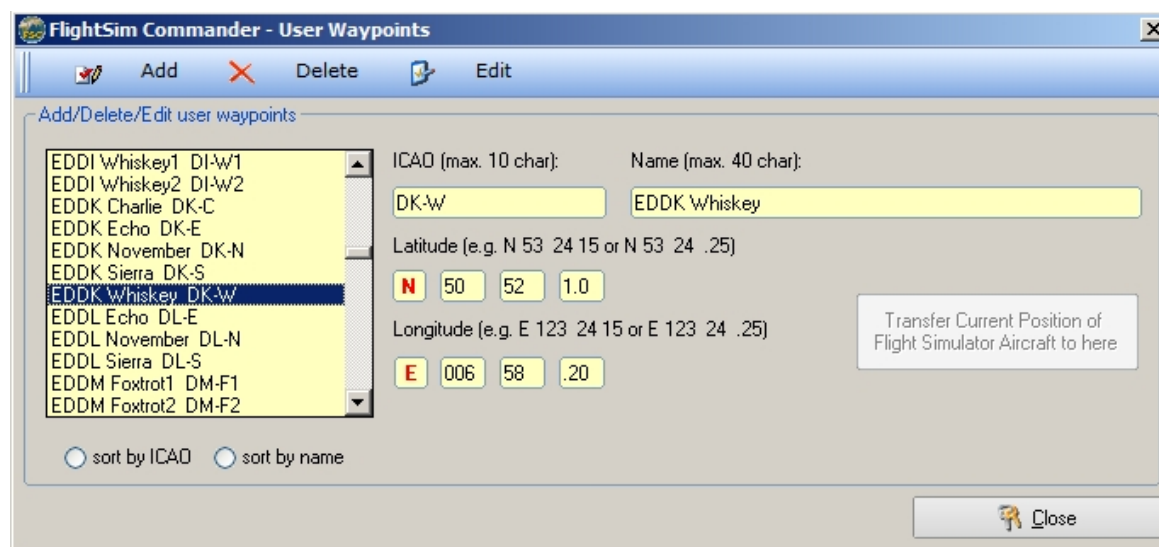 FlightSim Commander - User Waypoints
Add Delete Edit
Add/Delete/Edit user waypoints
EDDI Whiskey1 DI-W1
EDDI Whiskey2 DI-W2
EDDK Charlie DK-C
EDDK Echo DK-E
EDDK November DK-N
EDDK Sierra DK-S
EDDK Whiskey DK-W
EDDL Echo DL-E
EDDL November DL-N
EDDL Sierra DL-S
EDDM Foxtrot1 DM-F1
EDDM Foxtrot2 DM-F2
sort by ICAO sort by name
ICAO (max. 10 char): Name (max. 40 char):
DK-W EDDK Whiskey
Latitude (e.g. N 53 24 15 or N 53 24 .25)
N 50 52 1.0
Longitude (e.g. E 123 24 15 or E 123 24 .25)
E 006 58 .20
Transfer Current Position of
Flight Simulator Aircraft to here
Close